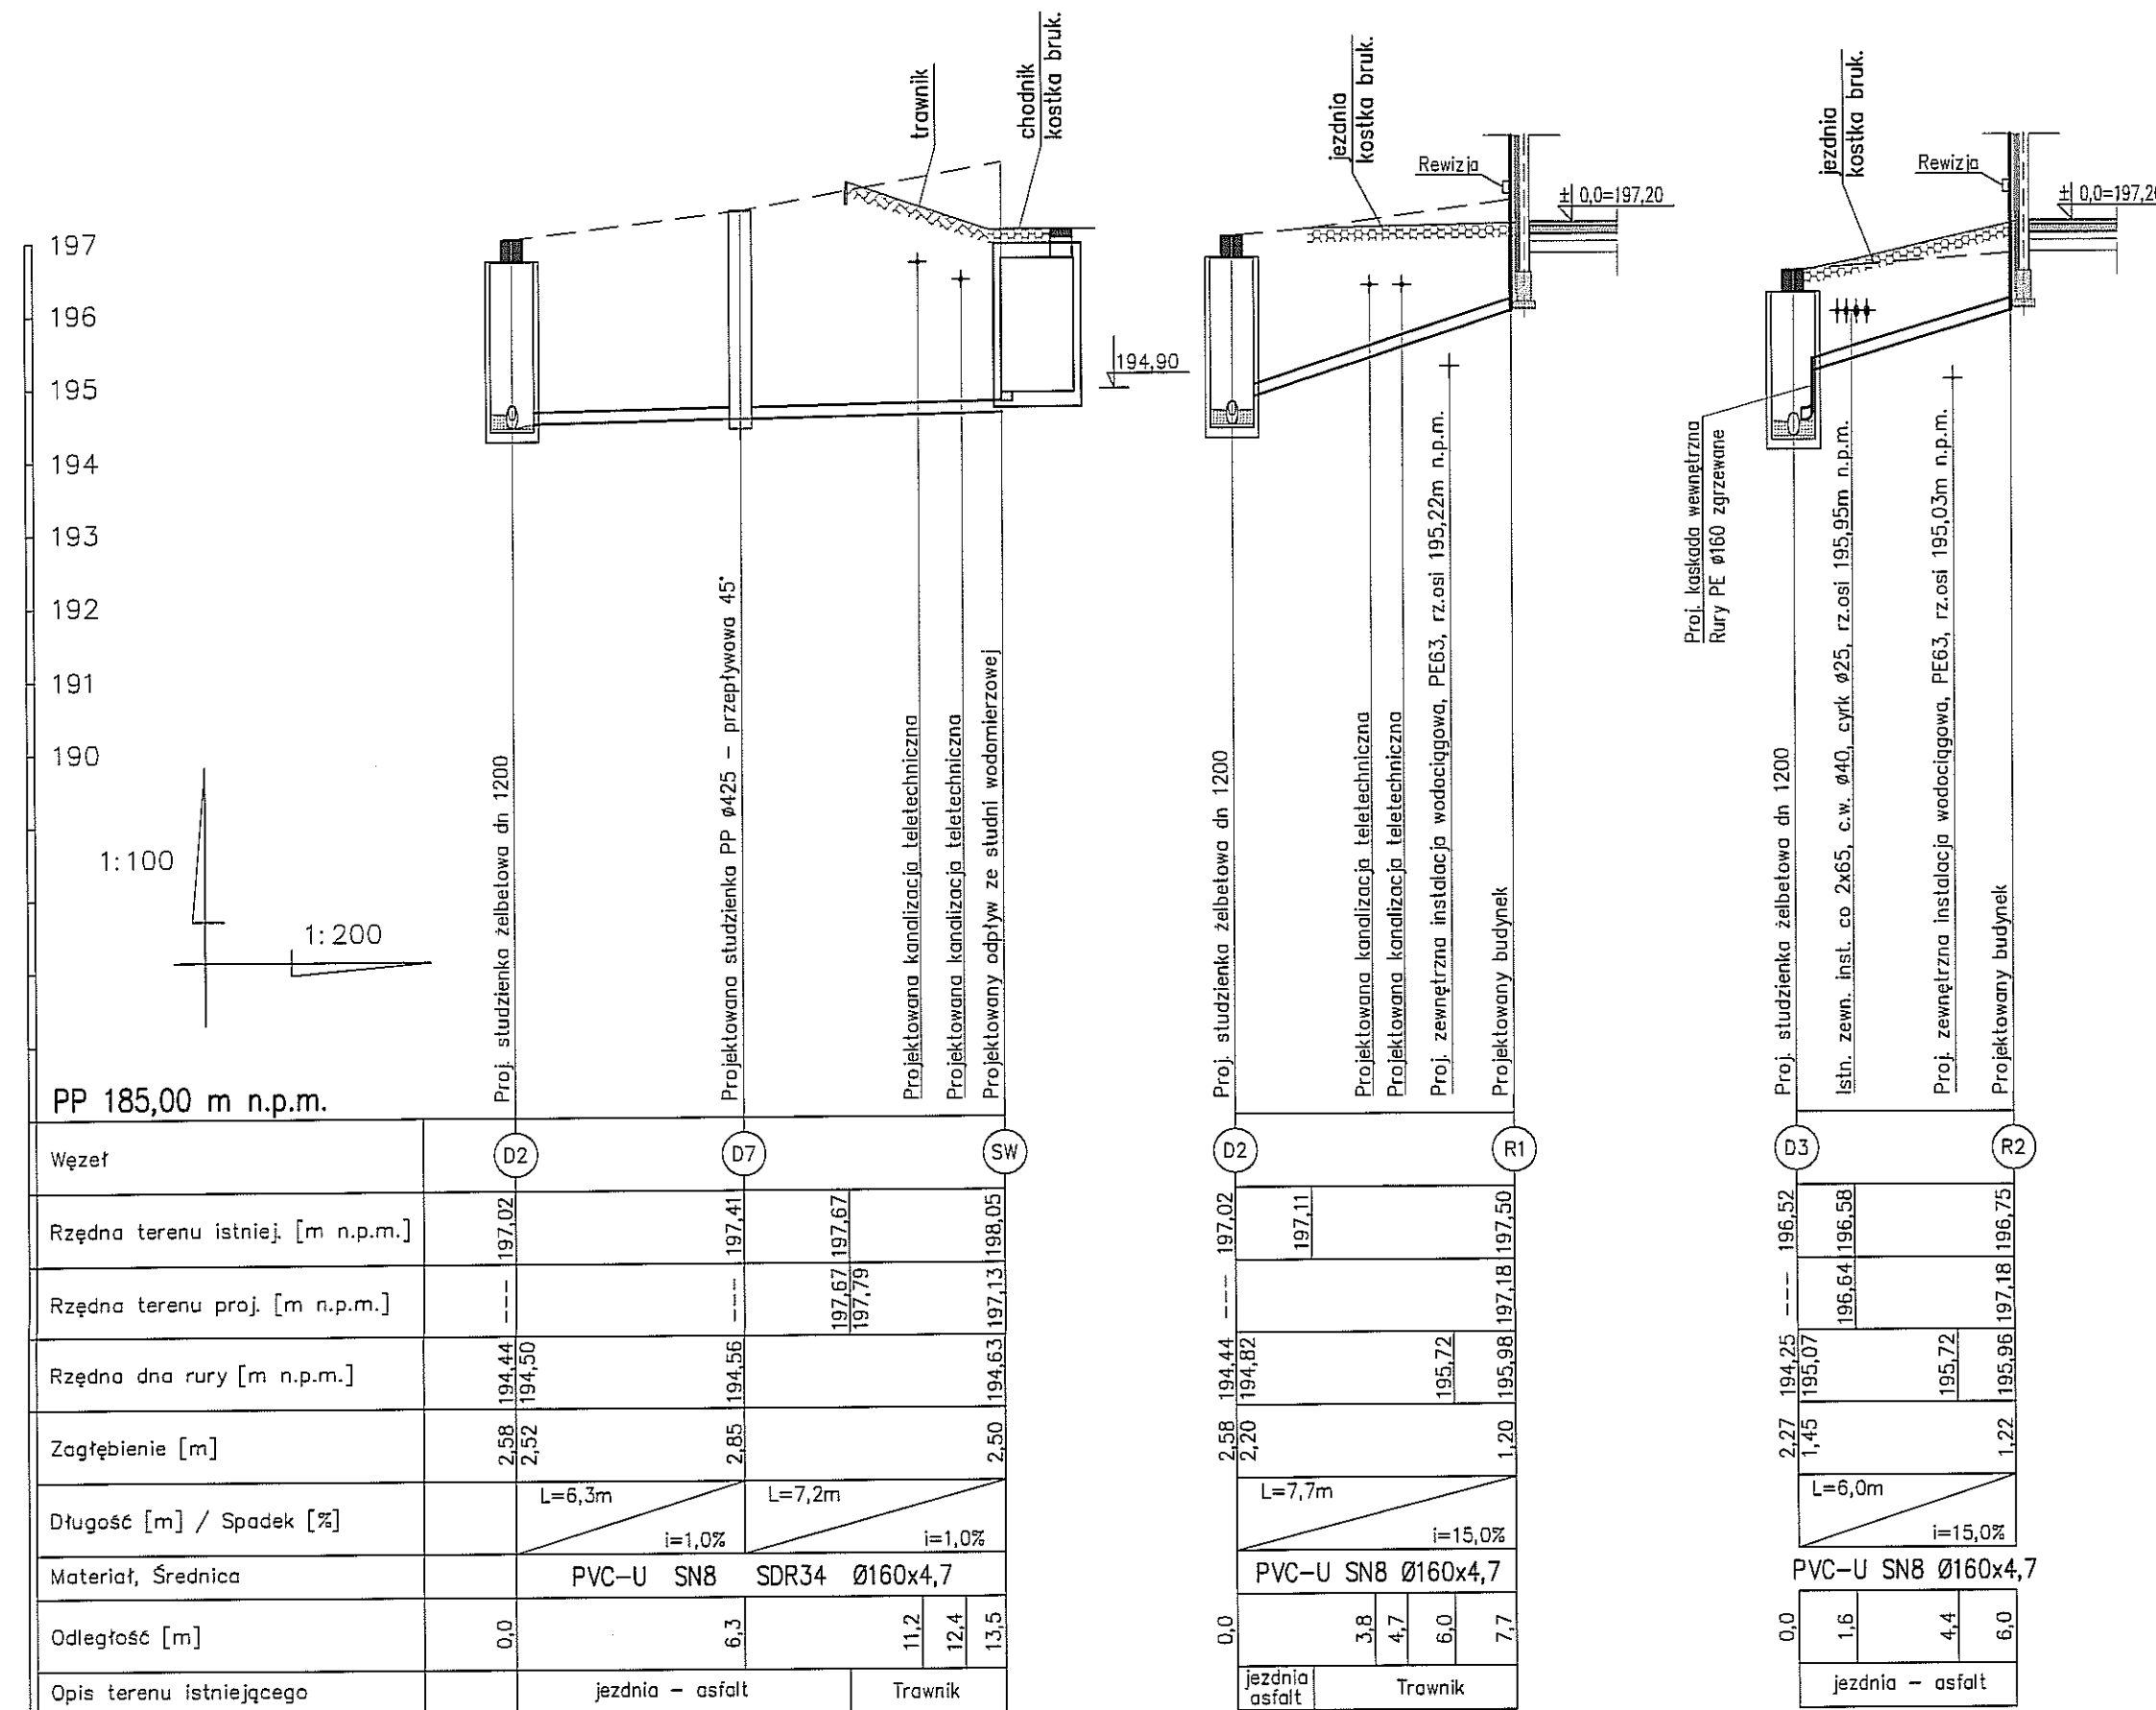 trawnik
chodnik
kostka bruk.
jezdnia
kostka bruk.
jezdnia
kostka bruk.
Rewizja
±0,0=197,20
Rewizja
±0,0=197,20
197
196
195
194
193
192
191
190
194,90
1:100
1:200
PP 185,00 m n.p.m.
Proj. studzienka żelbetowa dn 1200
Projektowana studzienka PP ø425 – przepływowa 45°
Projektowana kanalizacja teletechniczna
Projektowana kanalizacja teletechniczna
Projektowany odpływ ze studni wodomierzowej
Proj. studzienka żelbetowa dn 1200
Projektowana kanalizacja teletechniczna
Projektowana kanalizacja teletechniczna
Proj. zewnętrzna instalacja wodociągowa, PE63, rz.osi 195,22m n.p.m.
Projektowany budynek
Proj. kaskada wewnętrzna
Rury PE ø160 zgrzewane
Proj. studzienka żelbetowa dn 1200
Istn. zewn. inst. co 2x65, c.w. ø40, cyrk ø25, rz.osi 195,95m n.p.m.
Proj. zewnętrzna instalacja wodociągowa, PE63, rz.osi 195,03m n.p.m.
Projektowany budynek
Węzeł D2 D7 SW D2 R1 D3 R2
Rzędna terenu istniej. [m n.p.m.] 197,02 197,41 197,67 198,05 197,02 197,11 197,50 196,52 196,58 196,75
Rzędna terenu proj. [m n.p.m.] --- --- 197,67 197,79 197,13 --- 197,18 --- 196,64 197,18
Rzędna dna rury [m n.p.m.] 194,44 194,50 194,56 194,63 194,44 194,82 195,72 195,98 194,25 195,07 195,72 195,96
Zagłębienie [m] 2,58 2,52 2,85 2,50 2,58 2,20 1,20 2,27 1,45 1,22
Długość [m] / Spadek [%] L=6,3m i=1,0% L=7,2m i=1,0% L=7,7m i=15,0% L=6,0m i=15,0%
Materiał, Średnica PVC–U SN8 SDR34 Ø160x4,7 PVC–U SN8 Ø160x4,7 PVC–U SN8 Ø160x4,7
Odległość [m] 0,0 6,3 11,2 12,4 13,5 0,0 3,8 4,7 6,0 7,7 0,0 1,6 4,4 6,0
Opis terenu istniejącego jezdnia – asfalt Trawnik jezdnia asfalt Trawnik jezdnia – asfalt